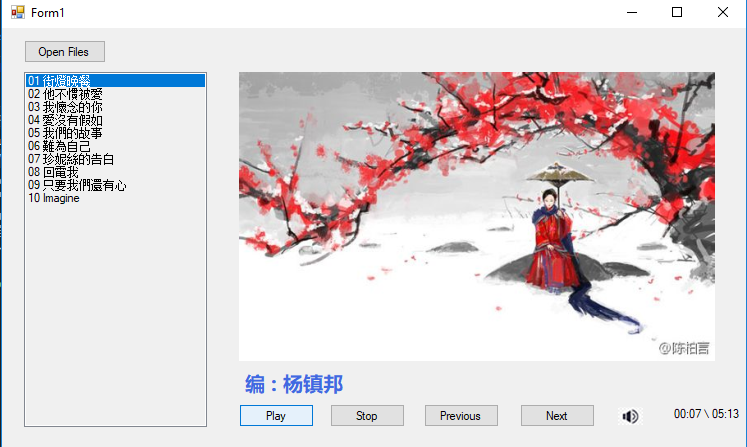 Form1
Open Files
01 街燈晚餐
02 他不慣被愛
03 我懷念的你
04 愛沒有假如
05 我們的故事
06 難為自己
07 珍妮絲的告白
08 回電我
09 只要我們還有心
10 Imagine
@陈柏言
编 : 杨镇邦
Play Stop Previous Next 00:07 \ 05:13